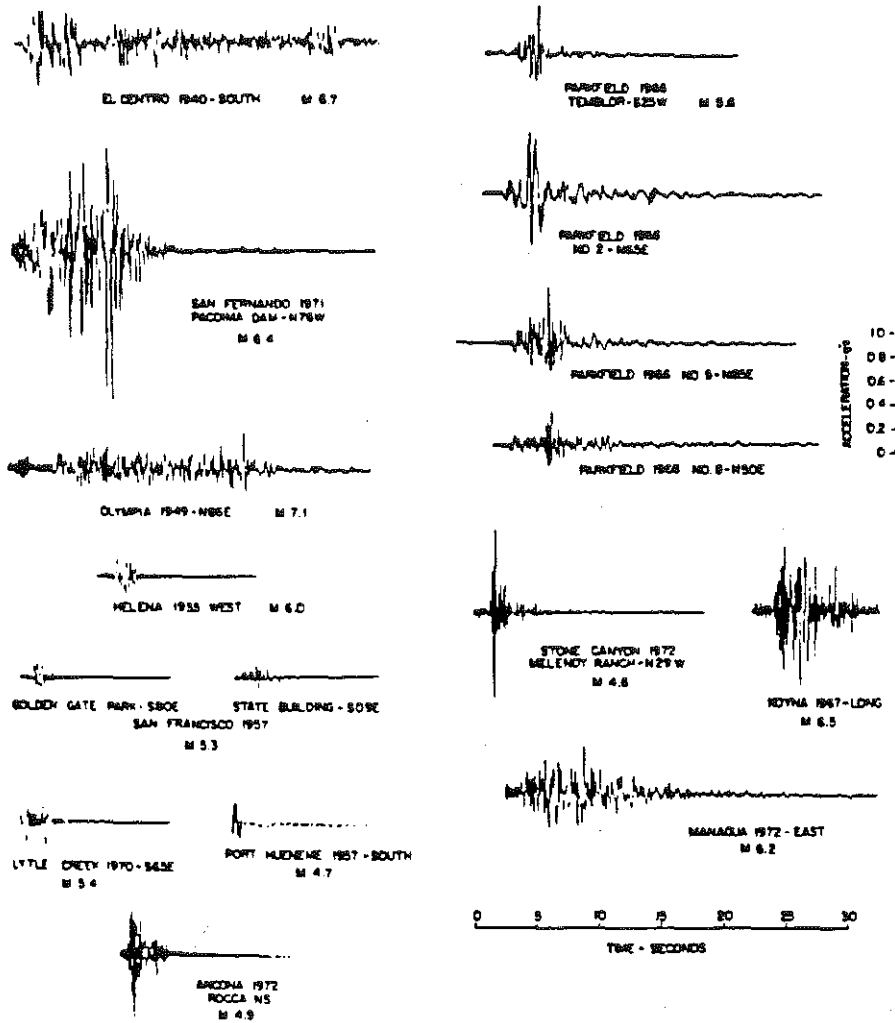 EL CENTRO 1940-SOUTH M 6.7
SAN FERNANDO 1971
PACOIMA DAM-N76W
M 6.4
OLYMPIA 1949-N86E M 7.1
HELENA 1935 WEST M 6.0
GOLDEN GATE PARK-S80E STATE BUILDING-S09E
SAN FRANCISCO 1957
M 5.3
LYTLE CREEK 1970-S65E
M 5.4
PORT HUENEME 1957-SOUTH
M 4.7
ANCONA 1972
ROCCA NS
M 4.9
PARKFIELD 1966
TEMBLOR-S25W M 5.6
PARKFIELD 1966
NO 2-N65E
PARKFIELD 1966 NO 5-N85E
PARKFIELD 1966 NO. 8-N50E
ACCELERATION-g's
1.0
0.8
0.6
0.4
0.2
0
STONE CANYON 1972
MELENDY RANCH-N29W
M 4.6
KOYNA 1967-LONG
M 6.5
MANAGUA 1972-EAST
M 6.2
0 5 10 15 20 25 30
TIME - SECONDS